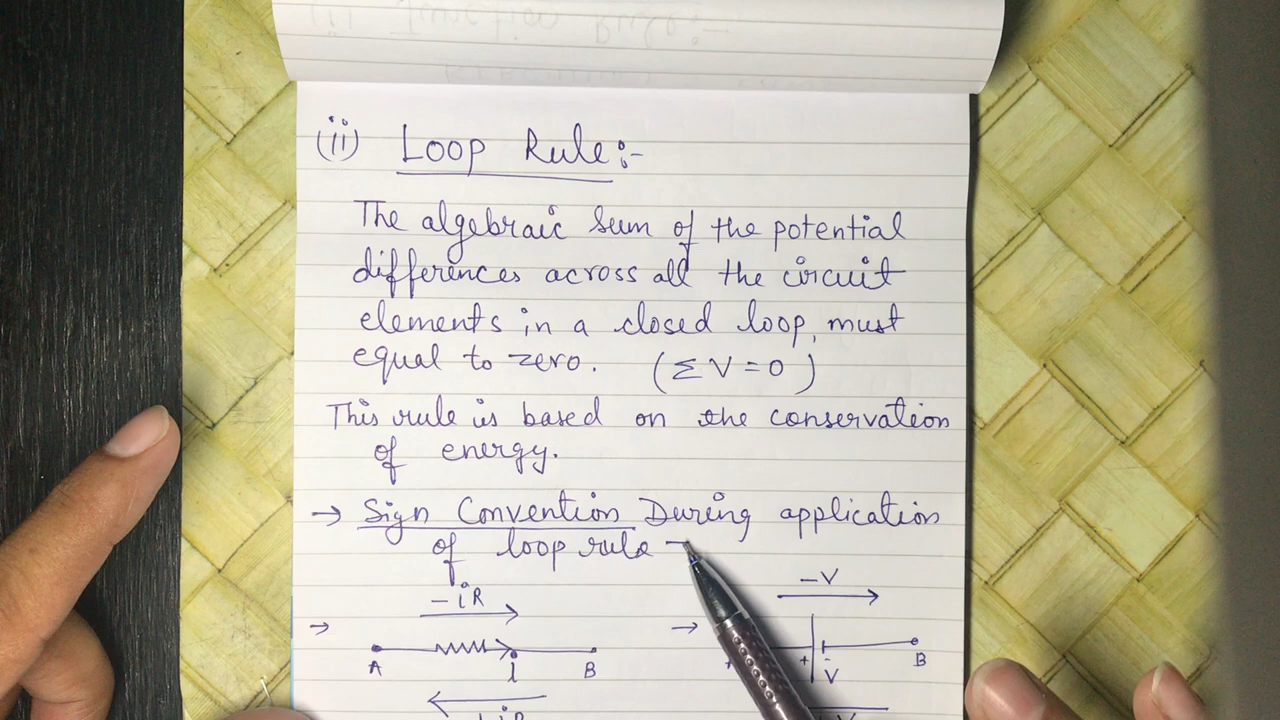 (ii) Loop Rule:-
The algebraic sum of the potential
differences across all the circuit
elements in a closed loop, must
equal to zero. (Σ V = 0)
This rule is based on the conservation
of energy.
→ Sign Convention During application
of loop rule -
-iR
-V
→ A i B
→ + - B
V